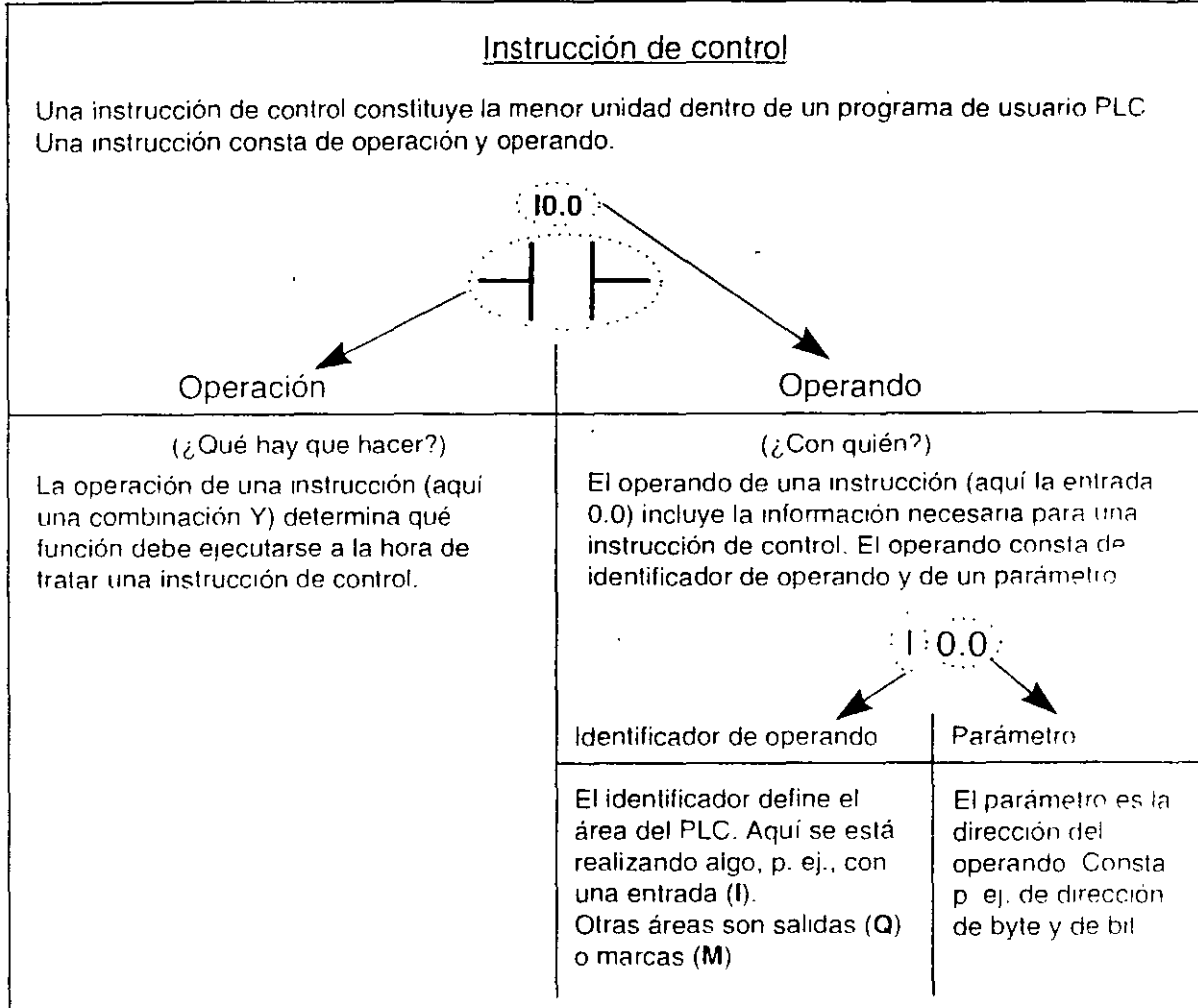 Instrucción de control
Una instrucción de control constituye la menor unidad dentro de un programa de usuario PLC
Una instrucción consta de operación y operando.
I0.0
Operación
(¿Qué hay que hacer?)
La operación de una instrucción (aquí
una combinación Y) determina qué
función debe ejecutarse a la hora de
tratar una instrucción de control.
Operando
(¿Con quién?)
El operando de una instrucción (aquí la entrada
0.0) incluye la información necesaria para una
instrucción de control. El operando consta de
identificador de operando y de un parámetro
I 0.0
Identificador de operando
El identificador define el
área del PLC. Aquí se está
realizando algo, p. ej., con
una entrada (I).
Otras áreas son salidas (Q)
o marcas (M)
Parámetro
El parámetro es la
dirección del
operando Consta
p ej. de dirección
de byte y de bit